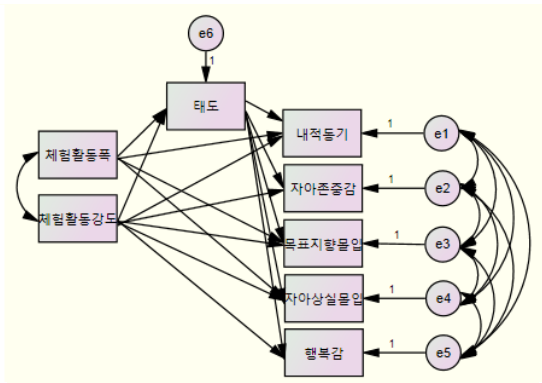 e6
1
태도
체험활동폭
체험활동강도
내적동기
1
e1
자아존중감
1
e2
목표지향몰입
1
e3
자아상실몰입
1
e4
행복감
1
e5